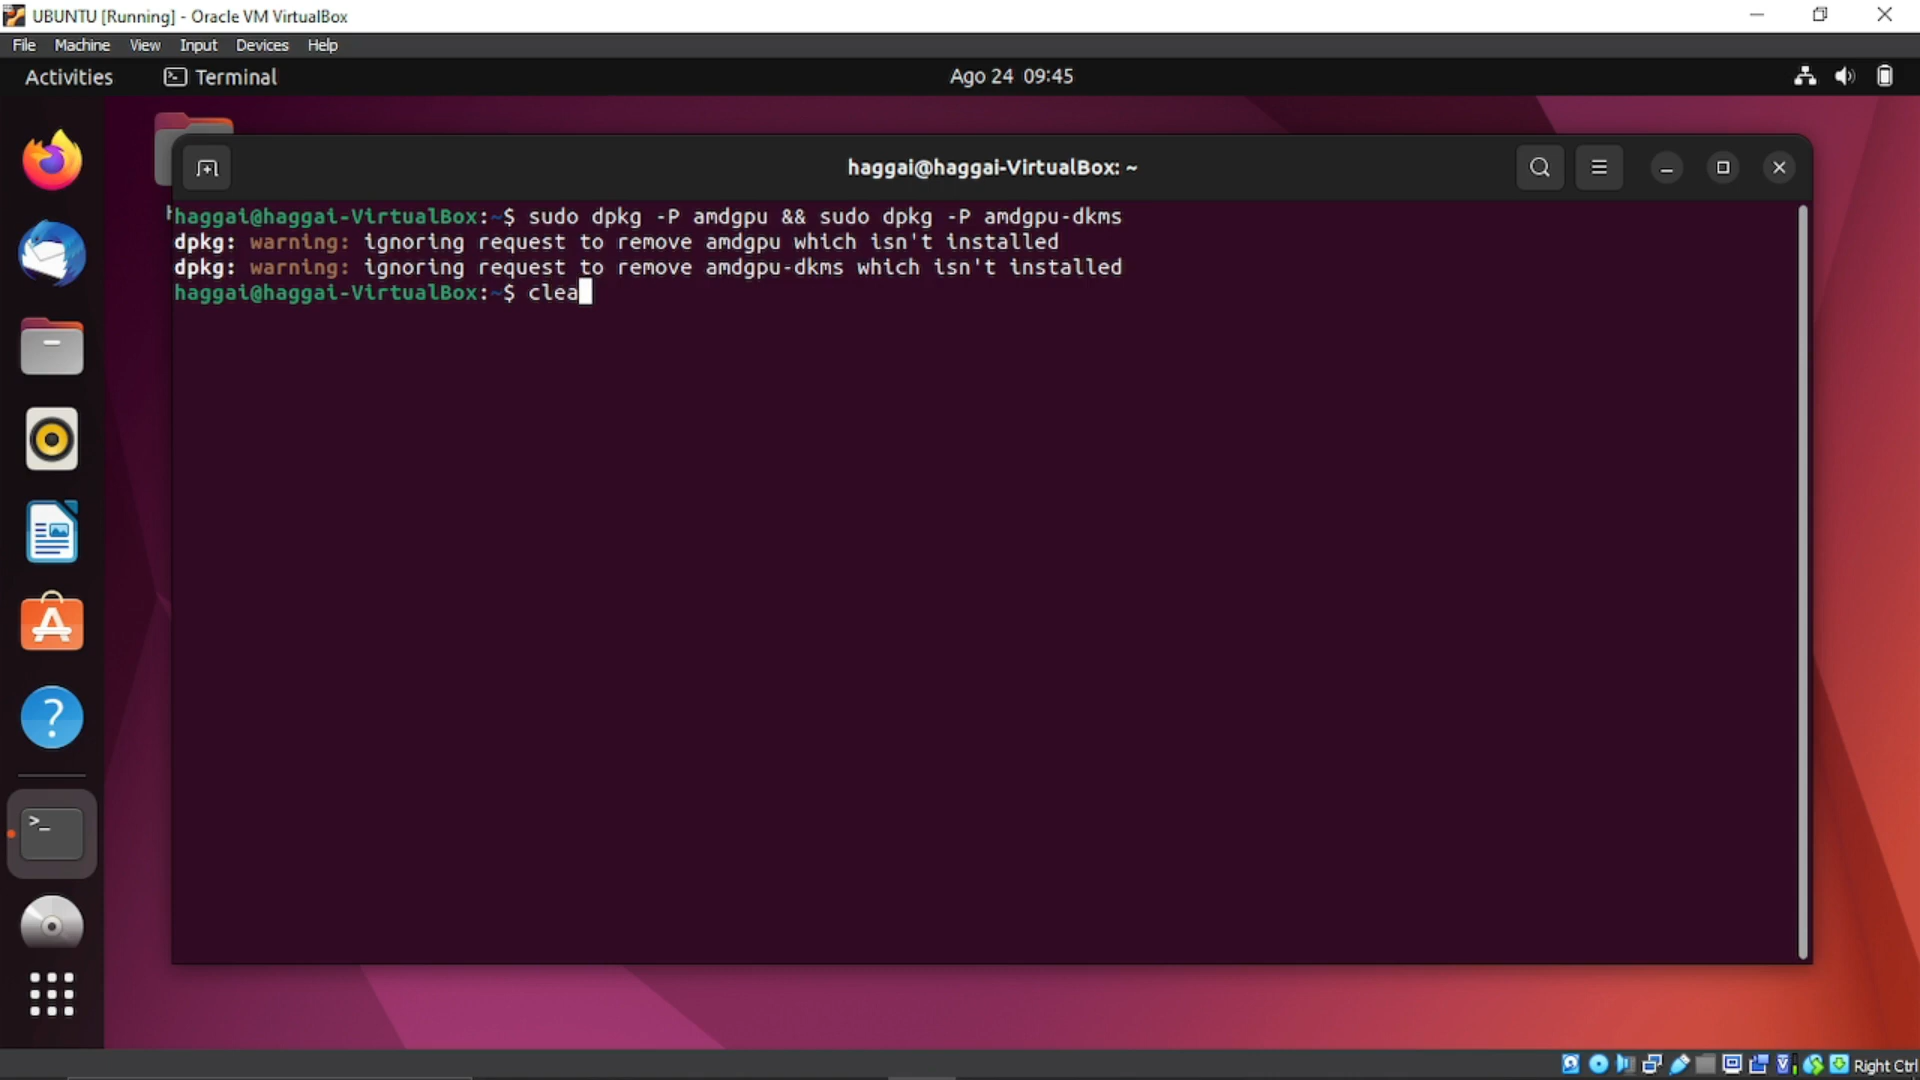 UBUNTU [Running] - Oracle VM VirtualBox
File Machine View Input Devices Help
Activities Terminal Ago 24 09:45
haggai@haggai-VirtualBox: ~
haggai@haggai-VirtualBox:~$ sudo dpkg -P amdgpu && sudo dpkg -P amdgpu-dkms
dpkg: warning: ignoring request to remove amdgpu which isn't installed
dpkg: warning: ignoring request to remove amdgpu-dkms which isn't installed
haggai@haggai-VirtualBox:~$ clea
Right Ctrl